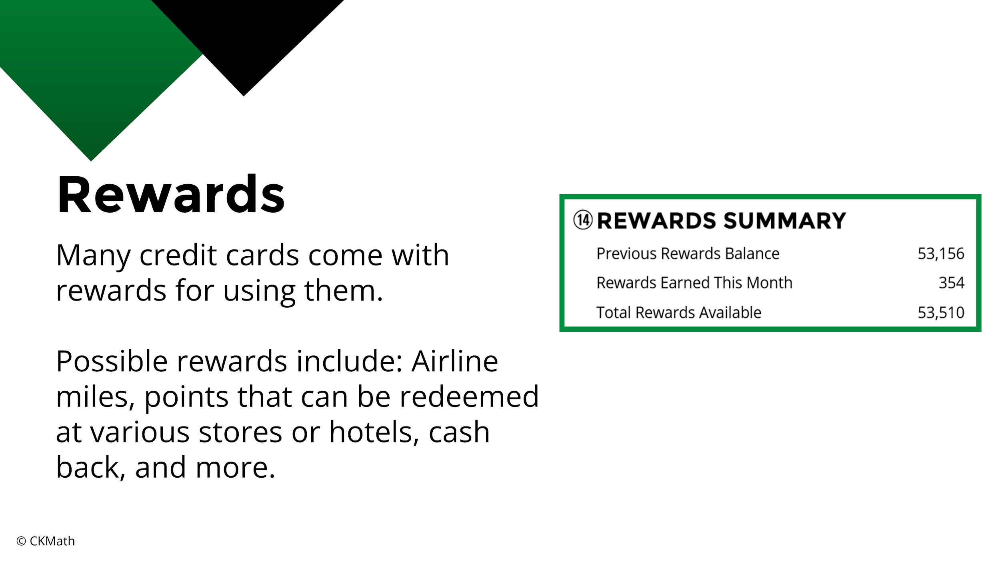 Rewards
Many credit cards come with
rewards for using them.
Possible rewards include: Airline
miles, points that can be redeemed
at various stores or hotels, cash
back, and more.
⑭ REWARDS SUMMARY
Previous Rewards Balance 53,156
Rewards Earned This Month 354
Total Rewards Available 53,510
© CKMath